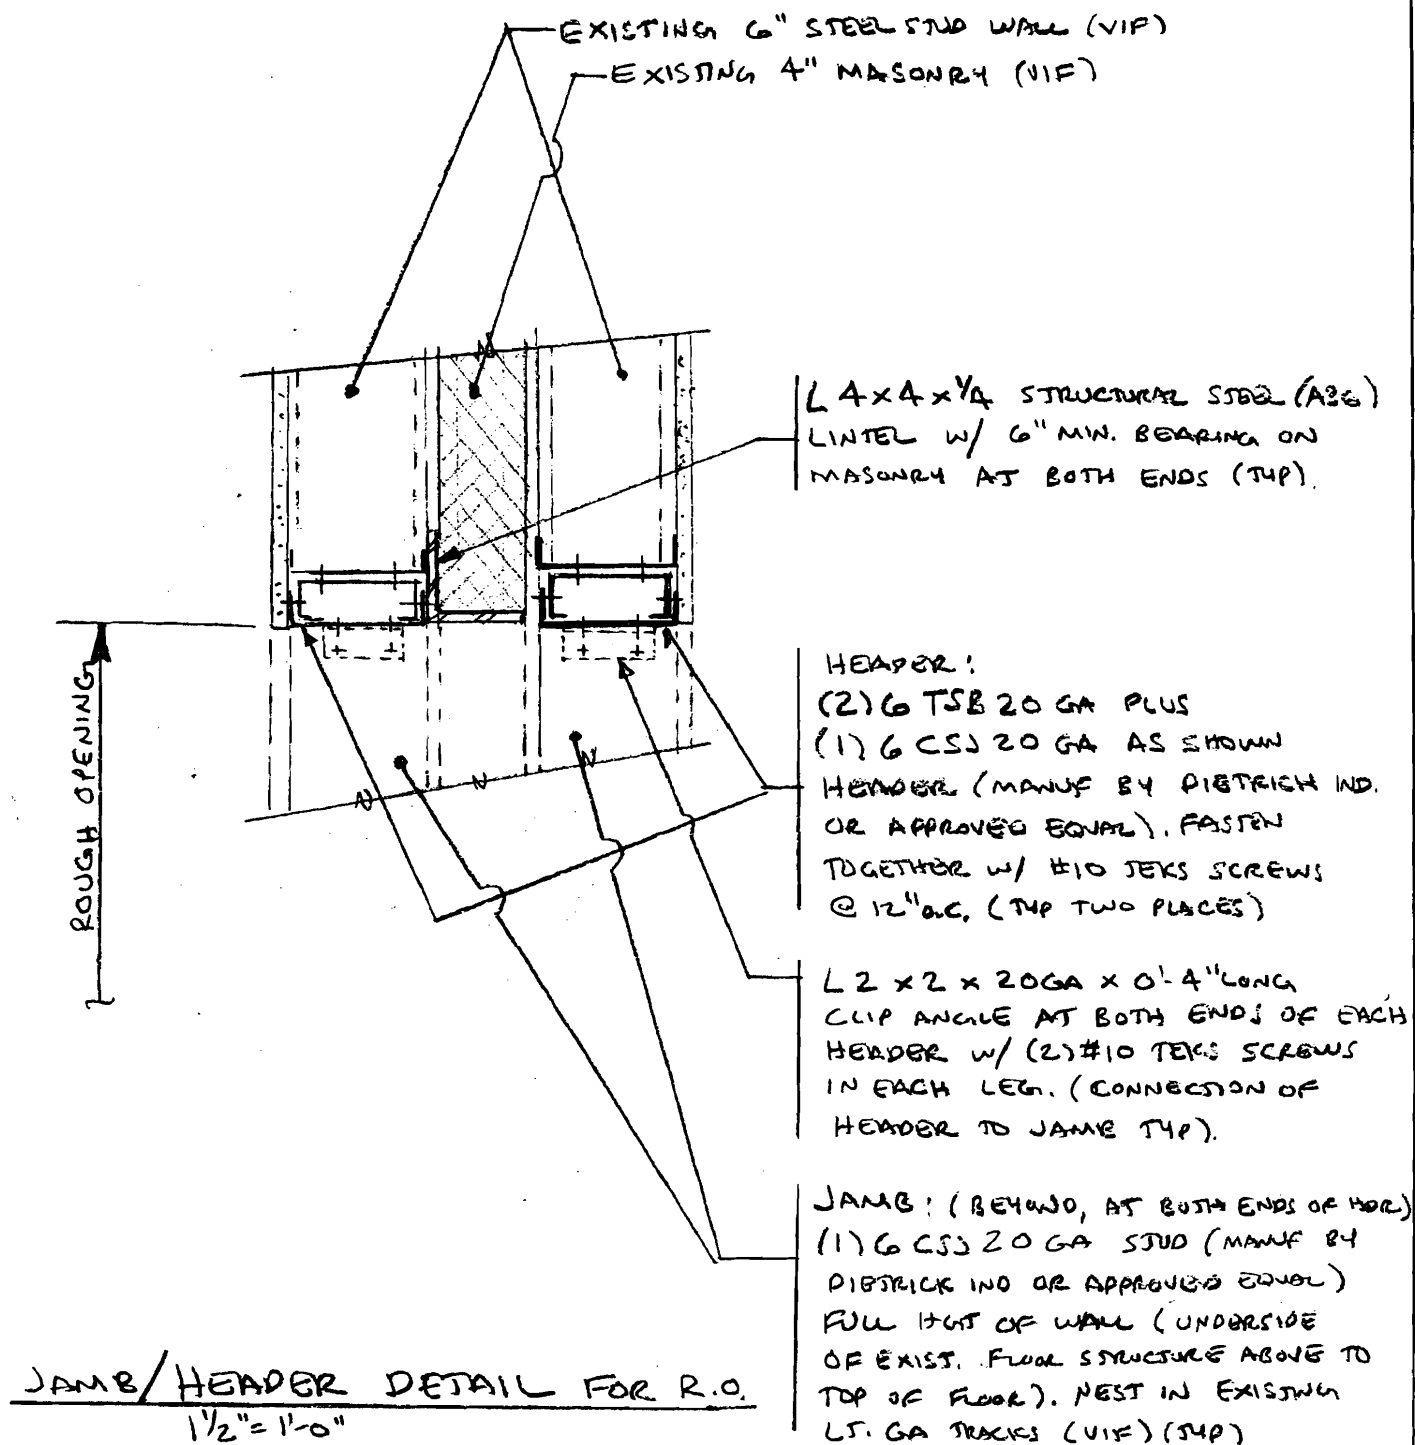 EXISTING 6" STEEL STUD WALL (VIF)
EXISTING 4" MASONRY (VIF)
L 4 x 4 x 1/4 STRUCTURAL STEEL (A36)
LINTEL W/ 6" MIN. BEARING ON
MASONRY AT BOTH ENDS (TYP).
ROUGH OPENING
HEADER:
(2) 6 TSB 20 GA PLUS
(1) 6 CSJ 20 GA AS SHOWN
HEADER (MANUF BY DIETRICH IND.
OR APPROVED EQUAL). FASTEN
TOGETHER W/ #10 TEKS SCREWS
@ 12" O.C. (TYP TWO PLACES)
L 2 x 2 x 20GA x 0'-4" LONG
CLIP ANGLE AT BOTH ENDS OF EACH
HEADER W/ (2) #10 TEKS SCREWS
IN EACH LEG. (CONNECTION OF
HEADER TO JAMB TYP).
JAMB: (BEYOND, AT BOTH ENDS OF HDR)
(1) 6 CSJ 20 GA STUD (MANUF BY
DIETRICK IND OR APPROVED EQUAL)
FULL HGT OF WALL (UNDERSIDE
OF EXIST. FLOOR STRUCTURE ABOVE TO
TOP OF FLOOR). NEST IN EXISTING
LT. GA TRACKS (VIF) (TYP)
JAMB/HEADER DETAIL FOR R.O.
1 1/2" = 1'-0"